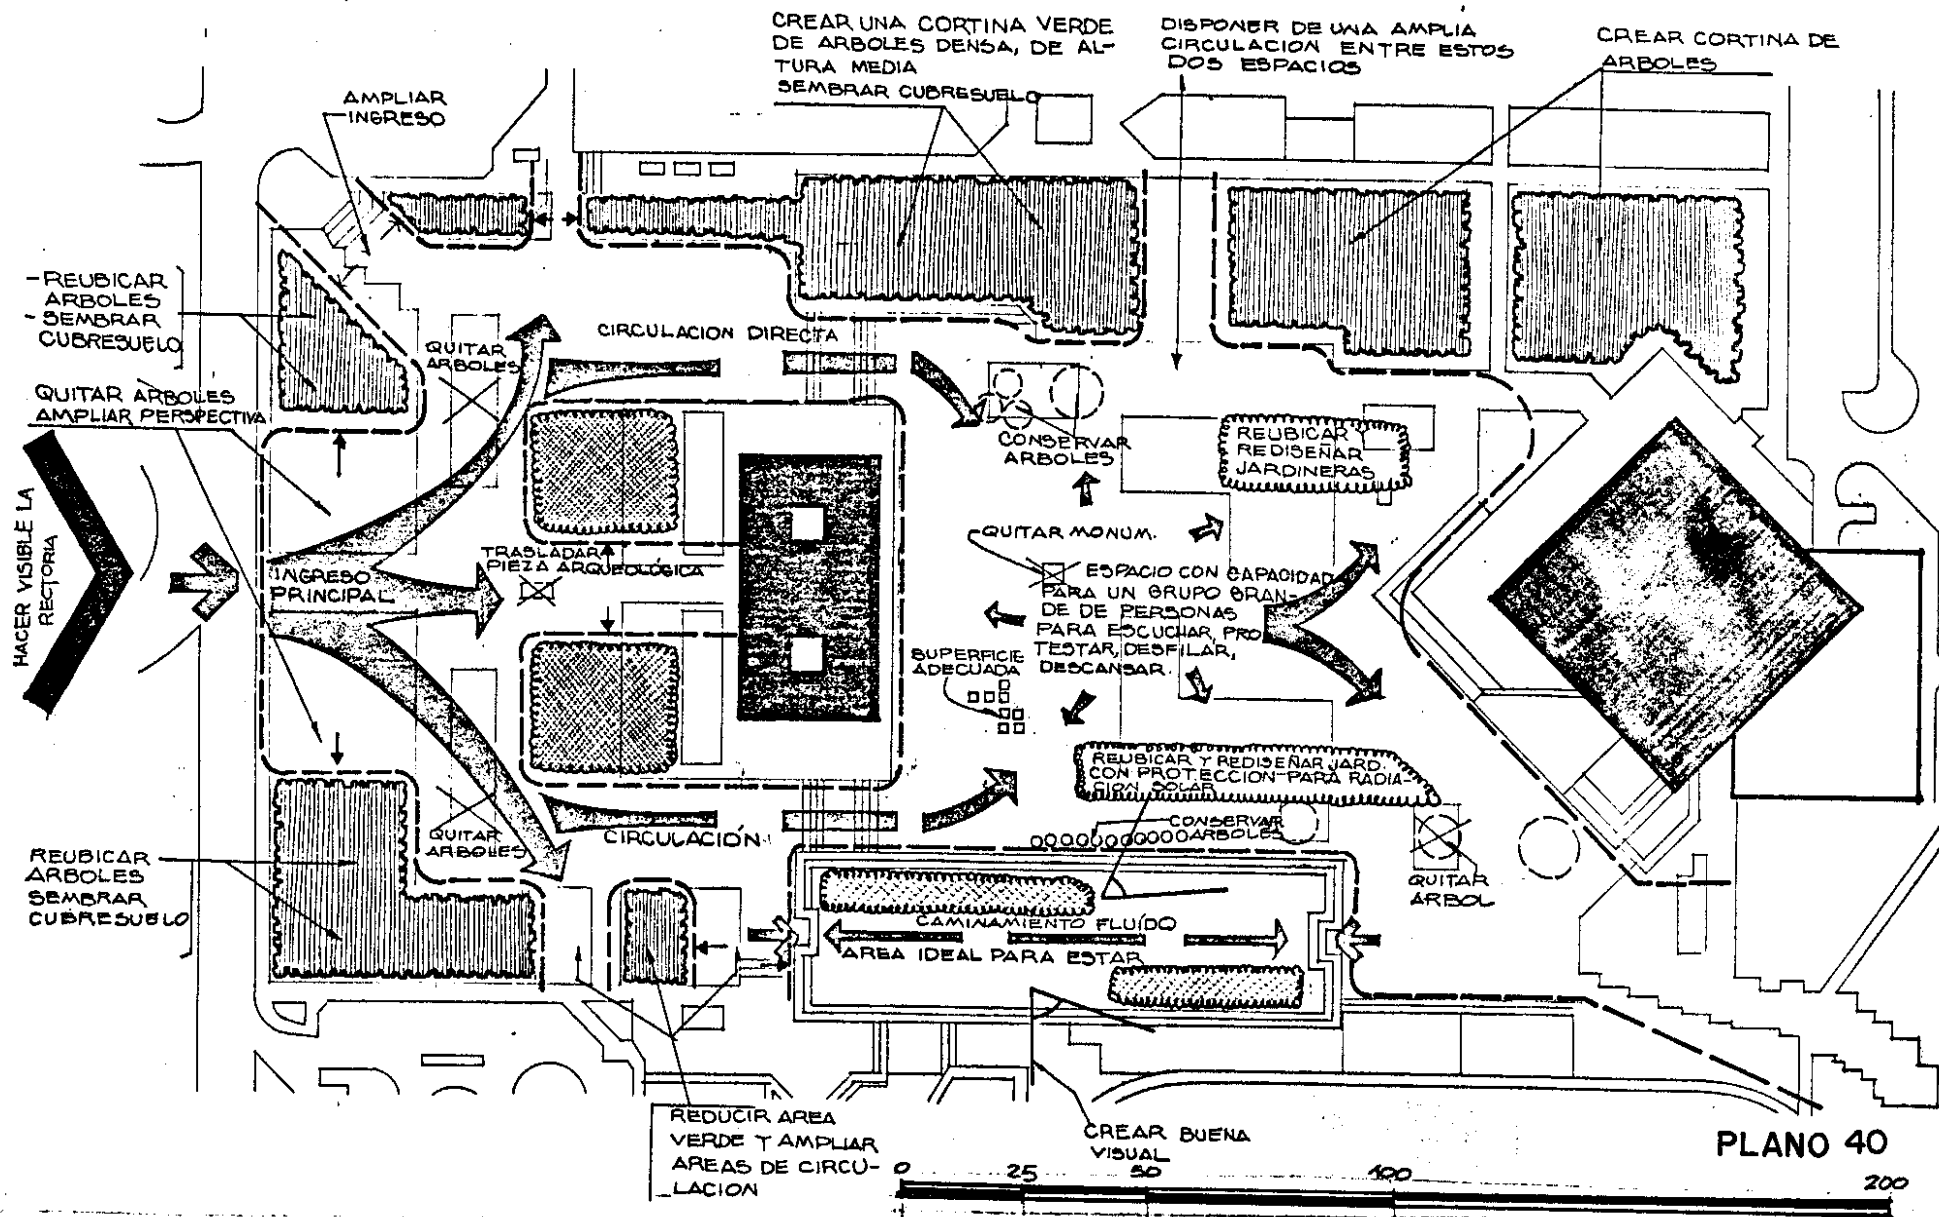 CREAR UNA CORTINA VERDE
DE ARBOLES DENSA, DE AL-
TURA MEDIA
SEMBRAR CUBRESUELO
DISPONER DE UNA AMPLIA
CIRCULACION ENTRE ESTOS
DOS ESPACIOS
CREAR CORTINA DE
ARBOLES
AMPLIAR
INGRESO
- REUBICAR
ARBOLES
- SEMBRAR
CUBRESUELO
QUITAR ARBOLES
AMPLIAR PERSPECTIVA
QUITAR
ARBOLES
CIRCULACION DIRECTA
CONSERVAR
ARBOLES
REUBICAR
REDISEÑAR
JARDINERAS
HACER VISIBLE LA
RECTORIA
INGRESO
PRINCIPAL
TRASLADAR
PIEZA ARQUEOLÓGICA
QUITAR MONUM.
ESPACIO CON CAPACIDAD
PARA UN GRUPO GRAN-
DE DE PERSONAS
PARA ESCUCHAR, PRO
TESTAR, DESFILAR,
DESCANSAR.
SUPERFICIE
ADECUADA
REUBICAR Y REDISEÑAR JARD.
CON PROTECCION PARA RADIA-
CION SOLAR
CONSERVAR
ARBOLES
QUITAR
ARBOLES
CIRCULACIÓN
REUBICAR
ARBOLES
SEMBRAR
CUBRESUELO
QUITAR
ARBOL
CAMINAMIENTO FLUÍDO
AREA IDEAL PARA ESTAR
REDUCIR AREA
VERDE Y AMPLIAR
AREAS DE CIRCU-
LACION
CREAR BUENA
VISUAL
PLANO 40
0 25 50 100 200